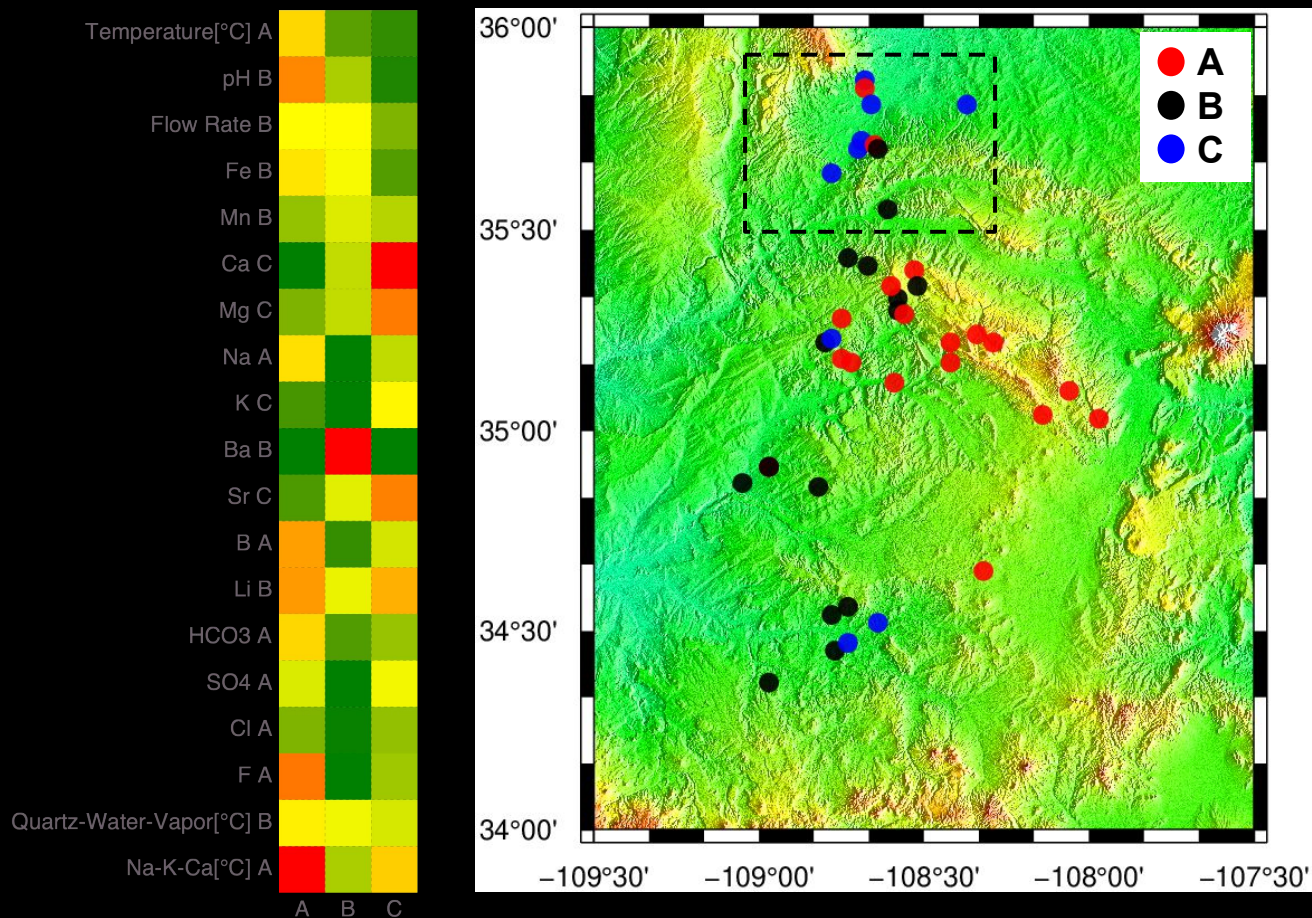 Temperature[°C] A
pH B
Flow Rate B
Fe B
Mn B
Ca C
Mg C
Na A
K C
Ba B
Sr C
B A
Li B
HCO3 A
SO4 A
Cl A
F A
Quartz-Water-Vapor[°C] B
Na-K-Ca[°C] A
A B C
36°00'
35°30'
35°00'
34°30'
34°00'
−109°30' −109°00' −108°30' −108°00' −107°30'
A
B
C